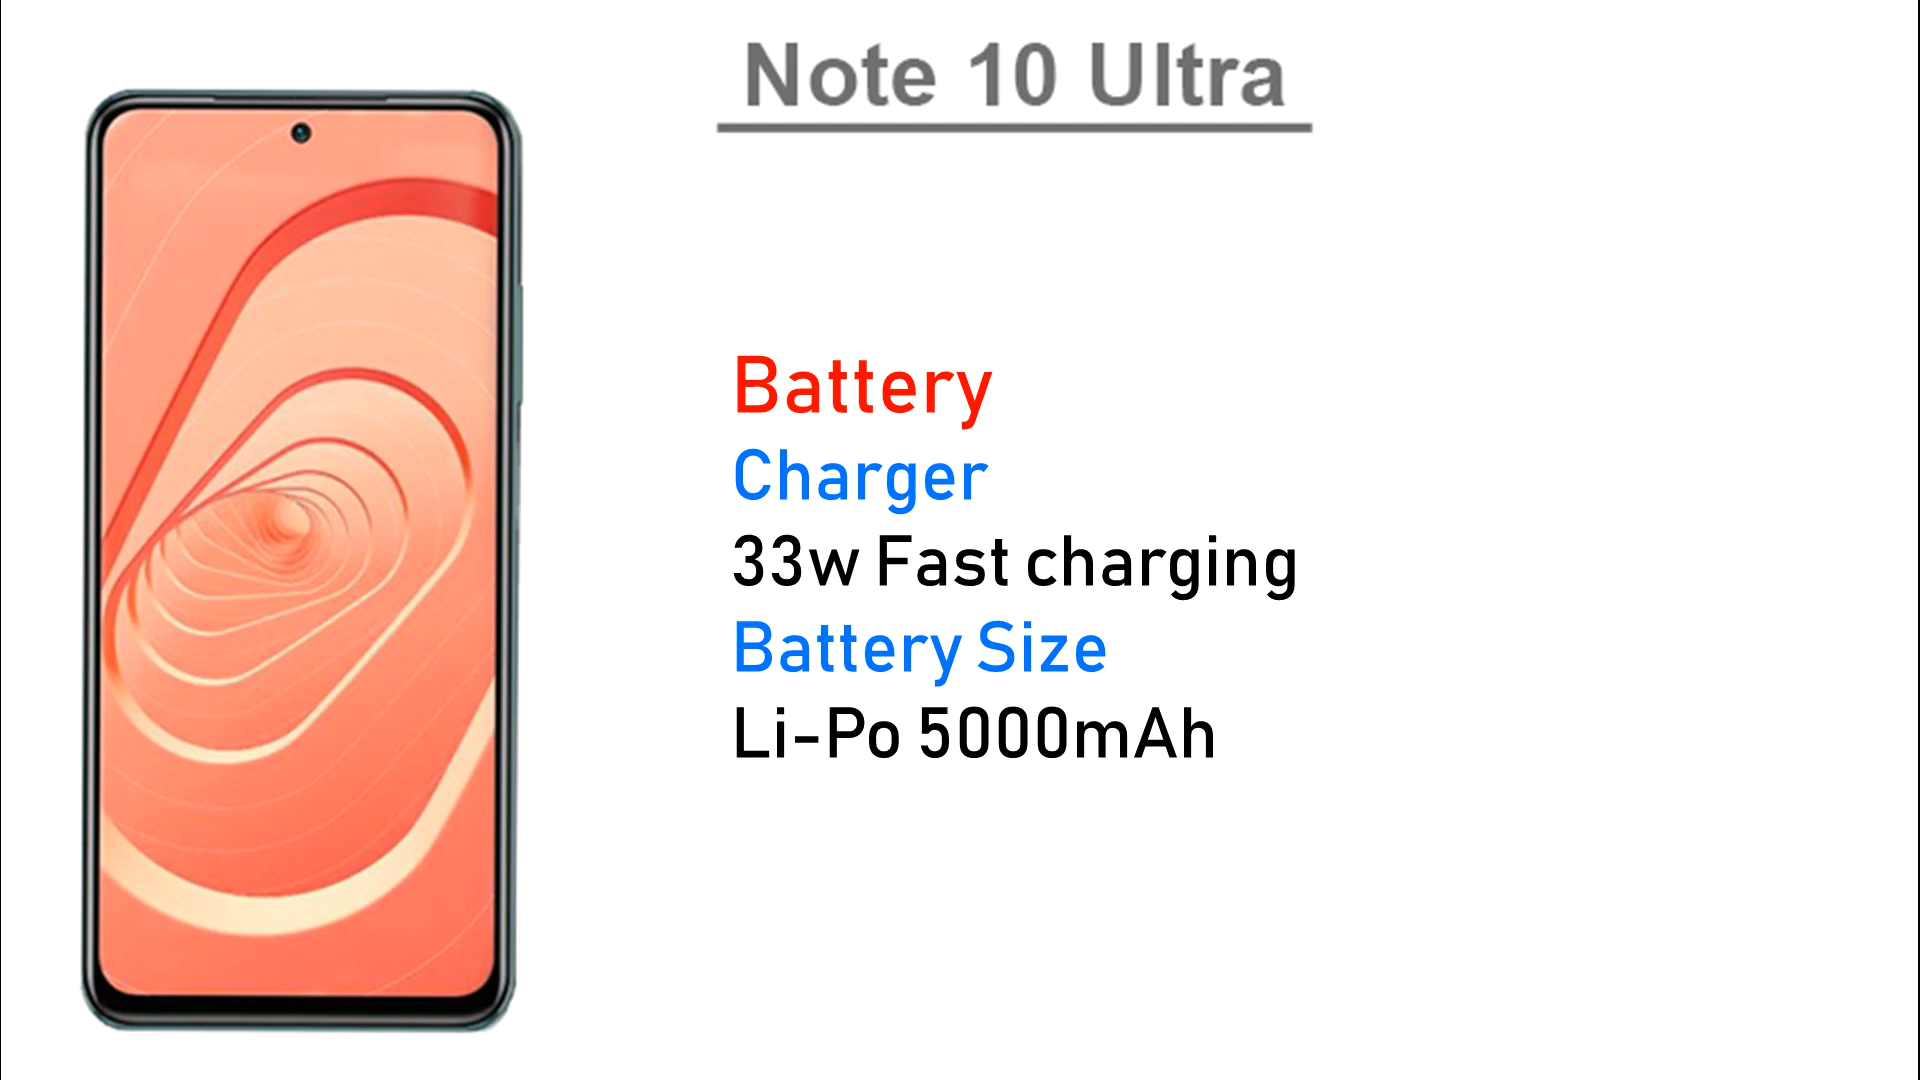 Note 10 Ultra
Battery
Charger
33w Fast charging
Battery Size
Li-Po 5000mAh